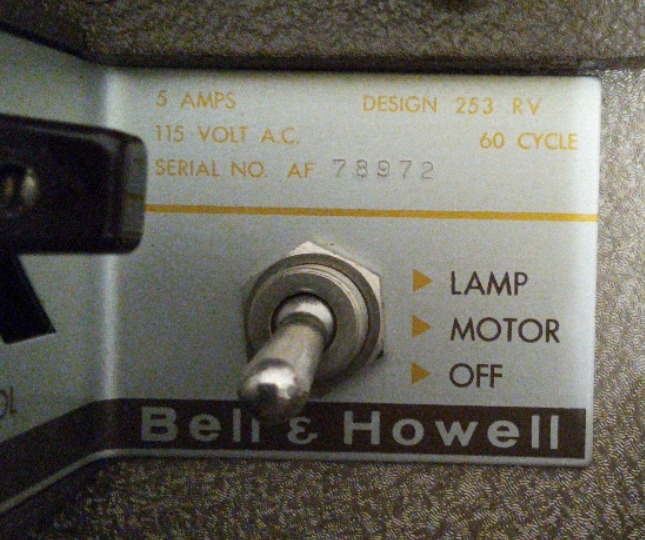 5 AMPS DESIGN 253 RV
115 VOLT A.C. 60 CYCLE
SERIAL NO. AF 78972
LAMP
MOTOR
OFF
Bell & Howell